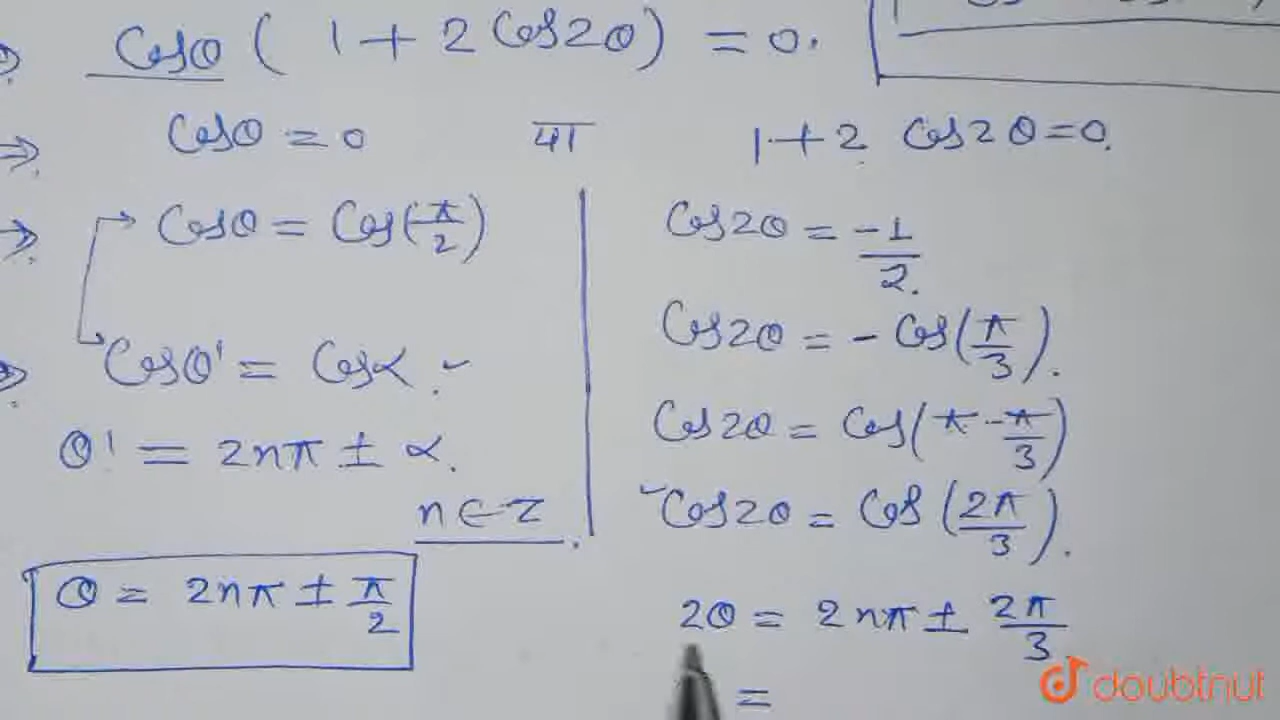 ⇒ Cosθ ( 1 + 2 Cos2θ ) = 0.
⇒ Cosθ = 0 या 1 + 2 Cos2θ = 0.
⇒ Cosθ = Cos(π/2)
Cosθ' = Cosα.
θ' = 2nπ ± α.
n ∈ Z.
θ = 2nπ ± π/2
Cos2θ = -1/2.
Cos2θ = - Cos(π/3).
Cos2θ = Cos(π - π/3)
Cos2θ = Cos(2π/3).
2θ = 2nπ ± 2π/3
=
doubtnut